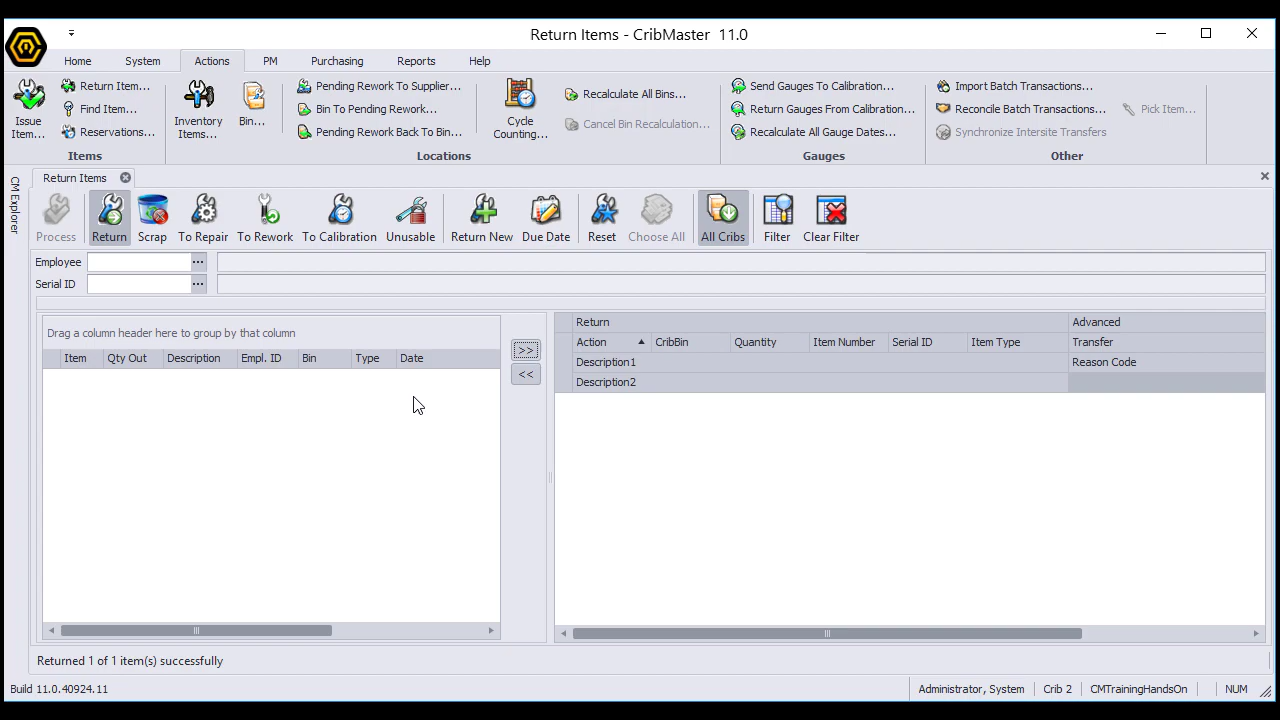 Return Items - CribMaster 11.0
Home System Actions PM Purchasing Reports Help
Issue Item...
Return Item...
Find Item...
Reservations...
Items
Inventory Items...
Bin...
Pending Rework To Supplier...
Bin To Pending Rework...
Pending Rework Back To Bin...
Cycle Counting...
Recalculate All Bins...
Cancel Bin Recalculation...
Locations
Send Gauges To Calibration...
Return Gauges From Calibration...
Recalculate All Gauge Dates...
Gauges
Import Batch Transactions...
Reconcile Batch Transactions...
Synchronize Intersite Transfers
Pick Item...
Other
CM Explorer
Return Items
Process Return Scrap To Repair To Rework To Calibration Unusable Return New Due Date Reset Choose All All Cribs Filter Clear Filter
Employee
Serial ID
Drag a column header here to group by that column
Item Qty Out Description Empl. ID Bin Type Date
>>
<<
Return Advanced
Action CribBin Quantity Item Number Serial ID Item Type Transfer
Description1 Reason Code
Description2
Returned 1 of 1 item(s) successfully
Build 11.0.40924.11 Administrator, System Crib 2 CMTrainingHandsOn NUM